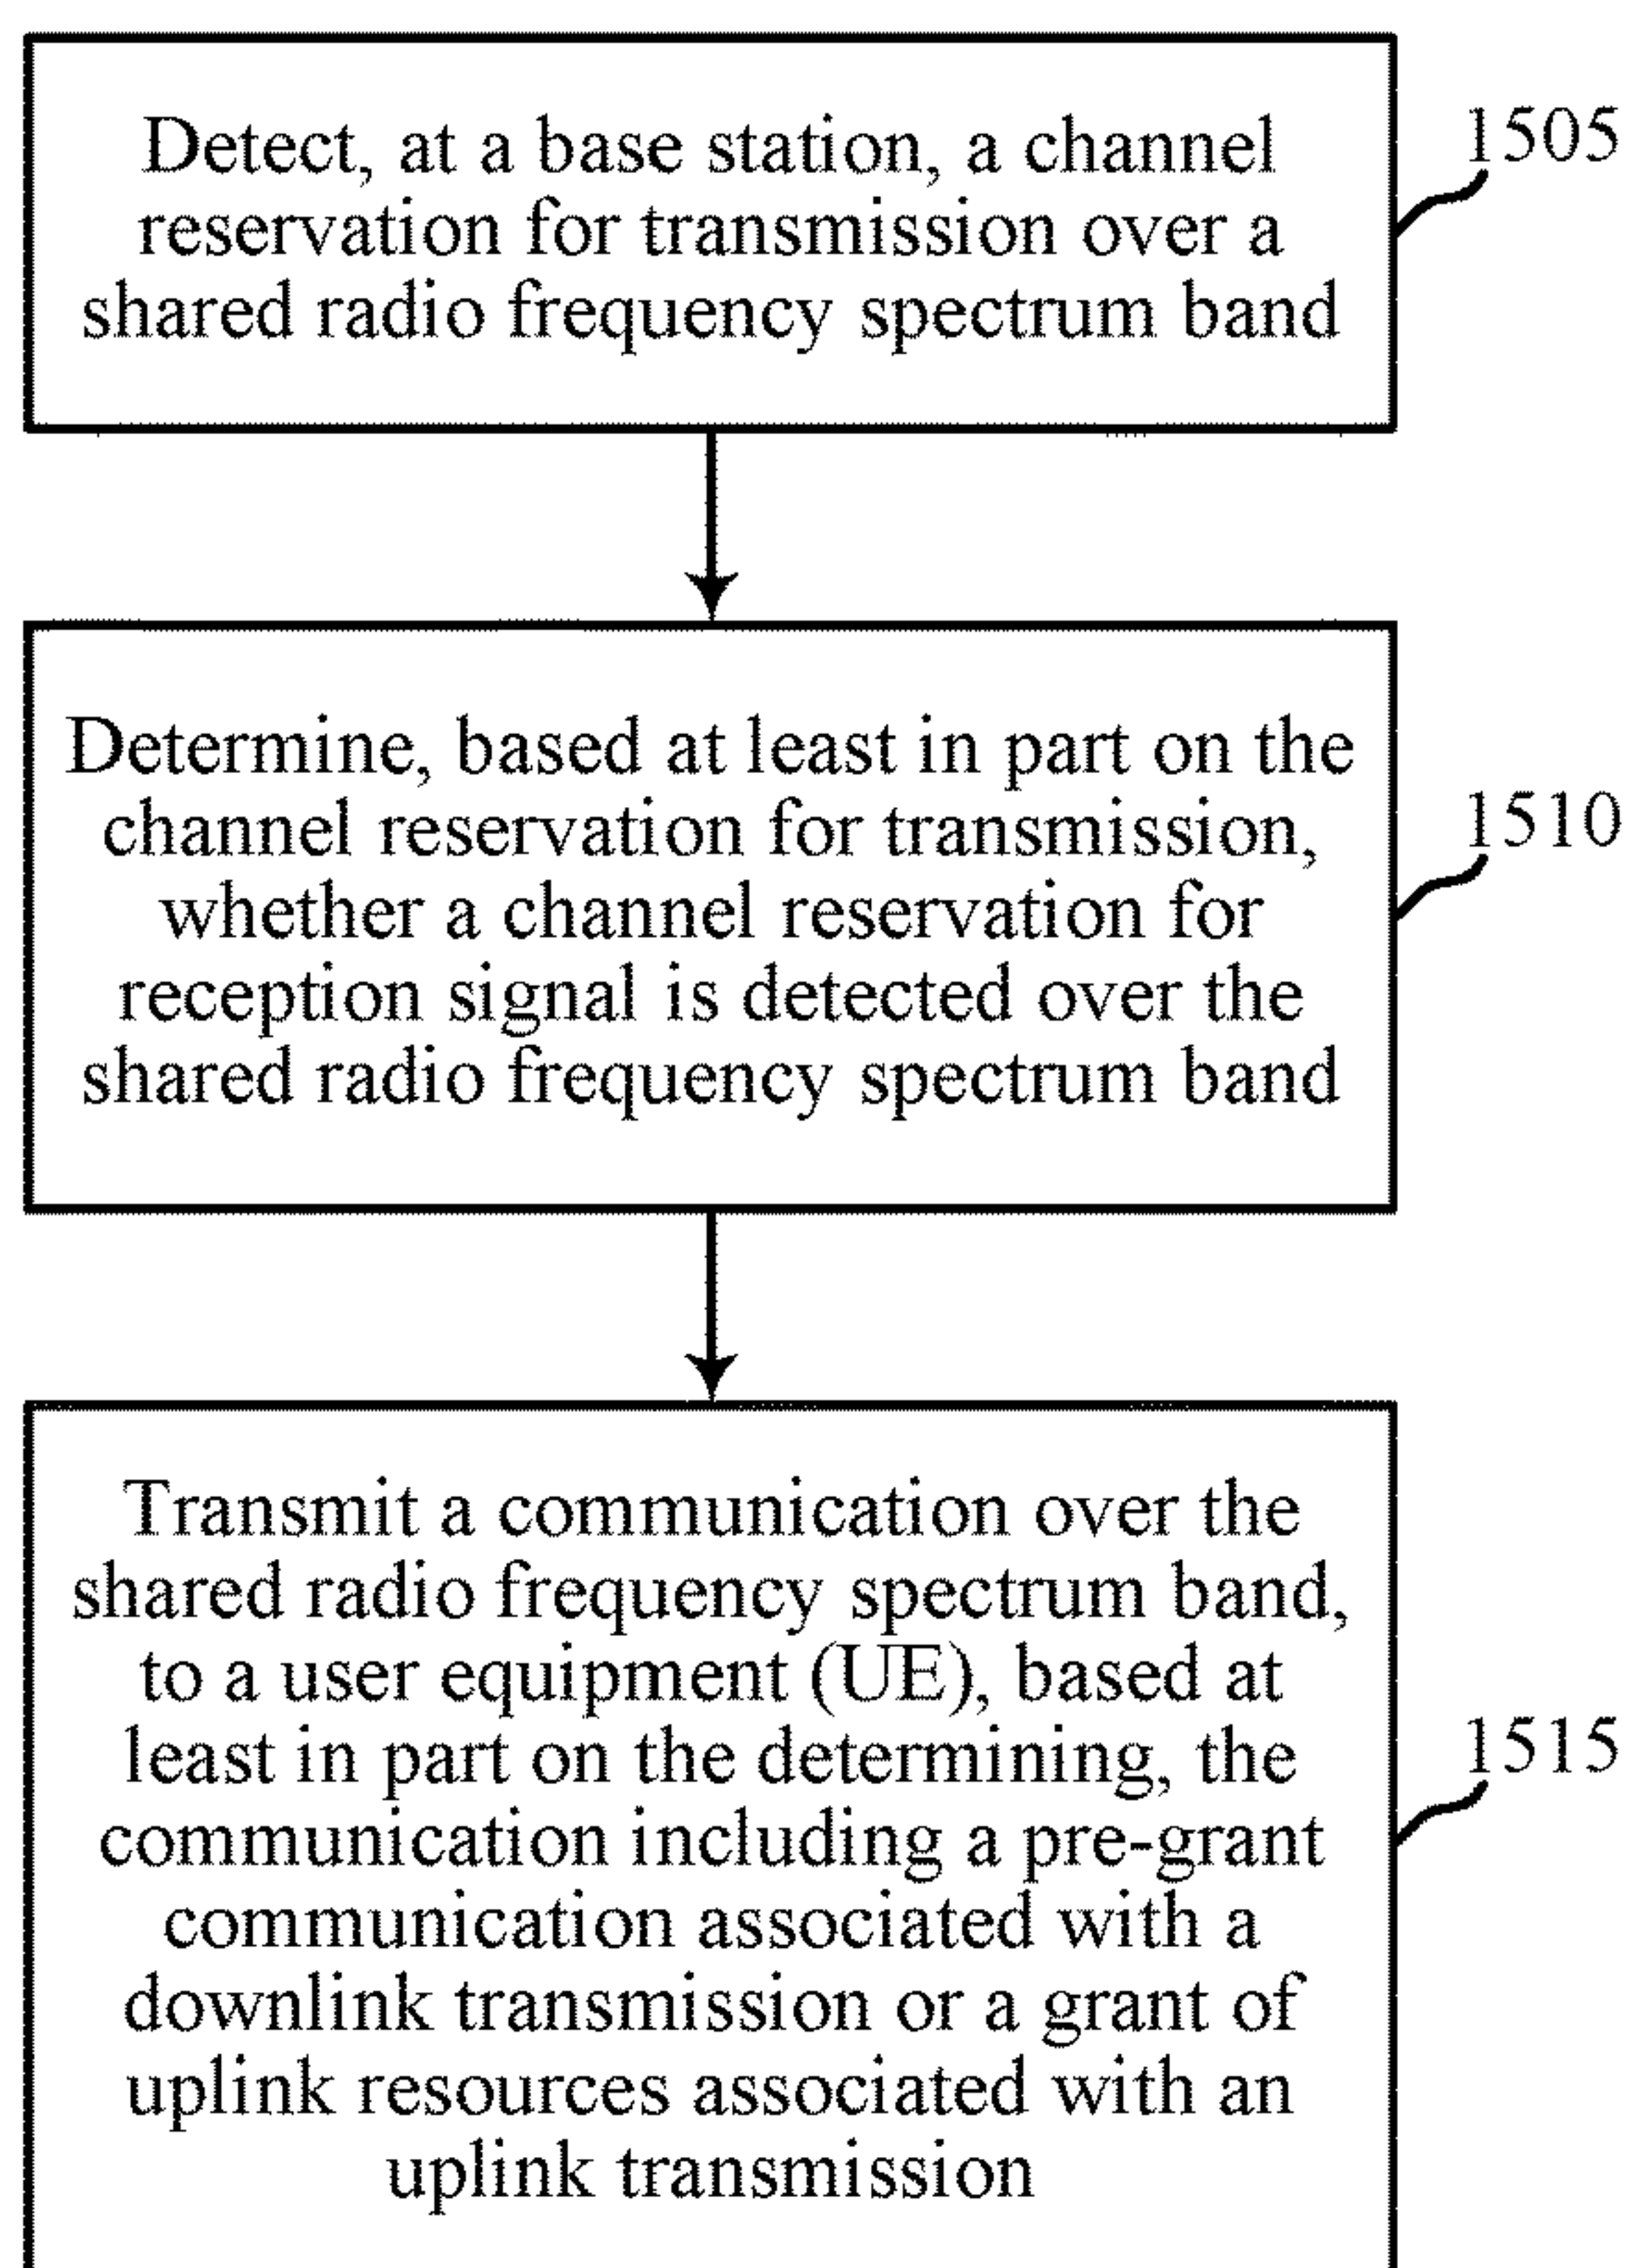 Detect, at a base station, a channel
reservation for transmission over a
shared radio frequency spectrum band
1505
Determine, based at least in part on the
channel reservation for transmission,
whether a channel reservation for
reception signal is detected over the
shared radio frequency spectrum band
1510
Transmit a communication over the
shared radio frequency spectrum band,
to a user equipment (UE), based at
least in part on the determining, the
communication including a pre-grant
communication associated with a
downlink transmission or a grant of
uplink resources associated with an
uplink transmission
1515